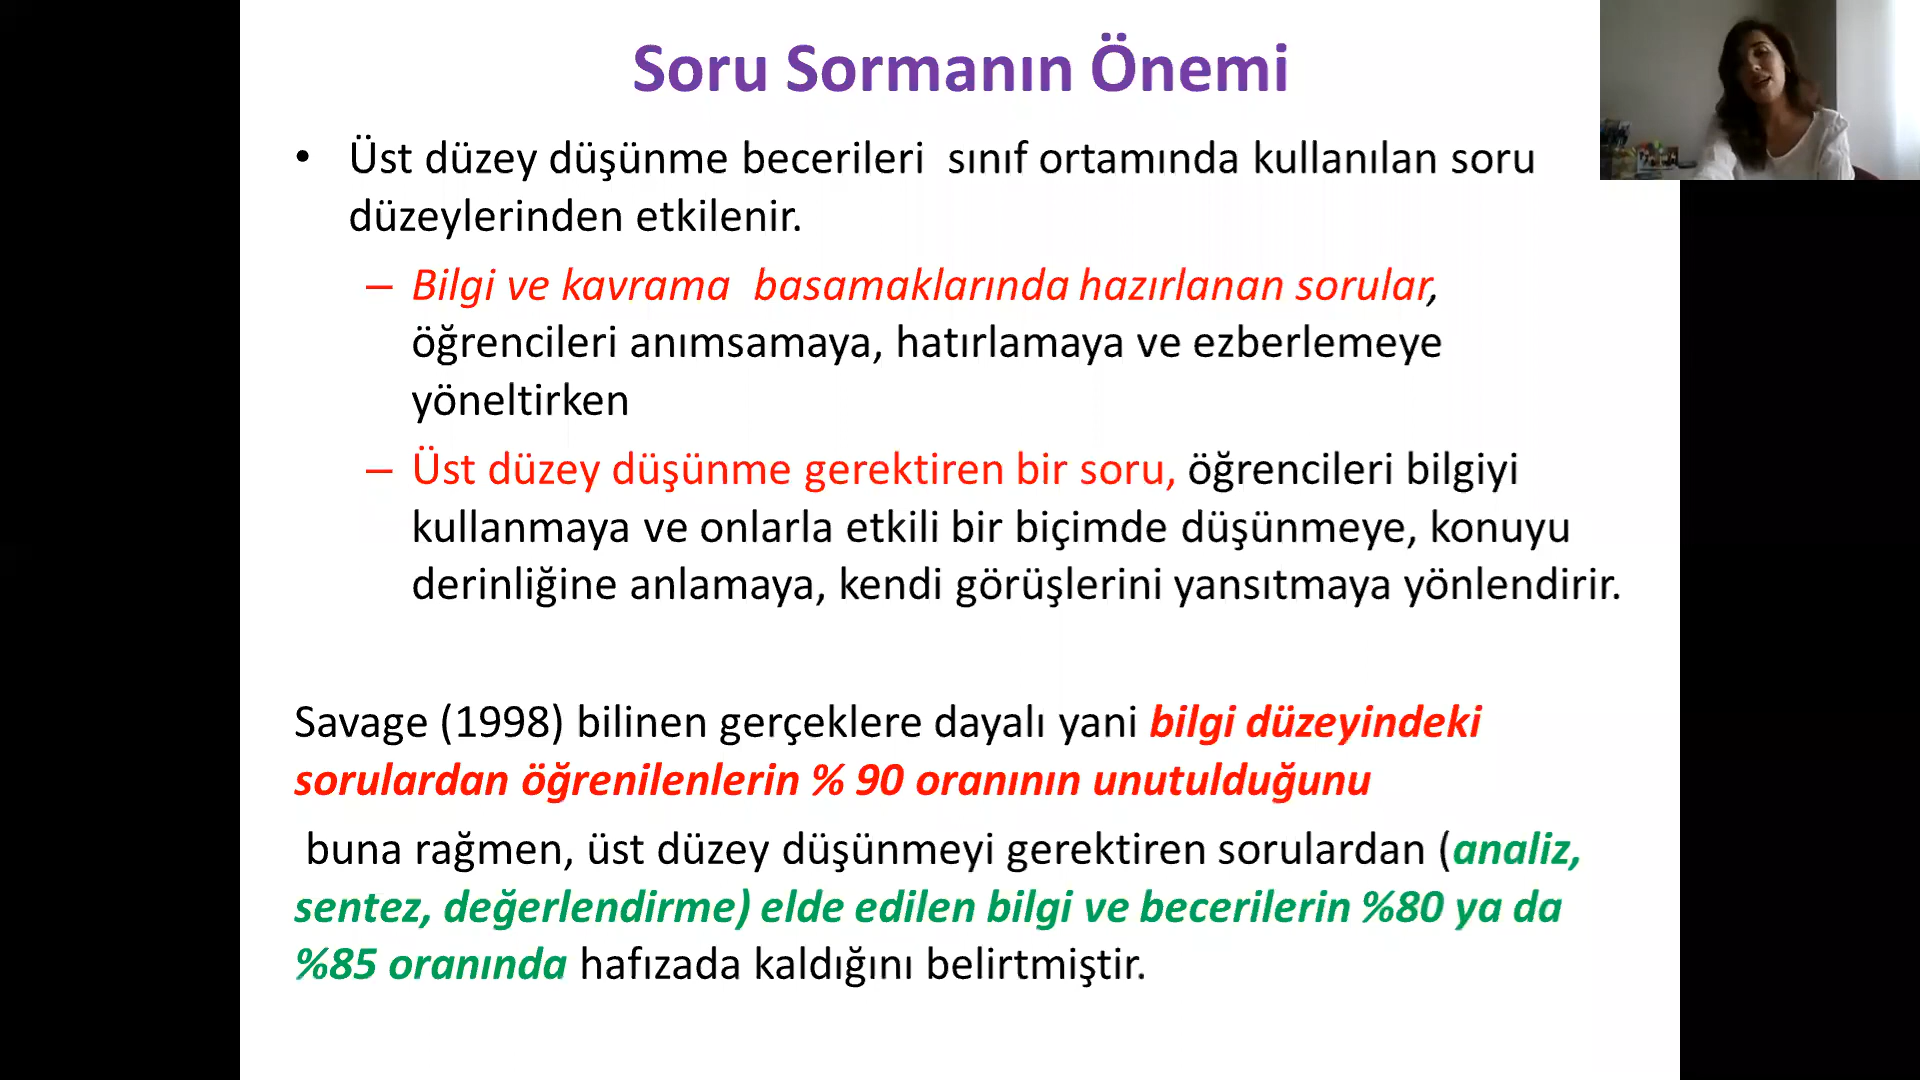 Soru Sormanın Önemi
• Üst düzey düşünme becerileri sınıf ortamında kullanılan soru
düzeylerinden etkilenir.
– Bilgi ve kavrama basamaklarında hazırlanan sorular,
öğrencileri anımsamaya, hatırlamaya ve ezberlemeye
yöneltirken
– Üst düzey düşünme gerektiren bir soru, öğrencileri bilgiyi
kullanmaya ve onlarla etkili bir biçimde düşünmeye, konuyu
derinliğine anlamaya, kendi görüşlerini yansıtmaya yönlendirir.
Savage (1998) bilinen gerçeklere dayalı yani bilgi düzeyindeki
sorulardan öğrenilenlerin % 90 oranının unutulduğunu
buna rağmen, üst düzey düşünmeyi gerektiren sorulardan (analiz,
sentez, değerlendirme) elde edilen bilgi ve becerilerin %80 ya da
%85 oranında hafızada kaldığını belirtmiştir.